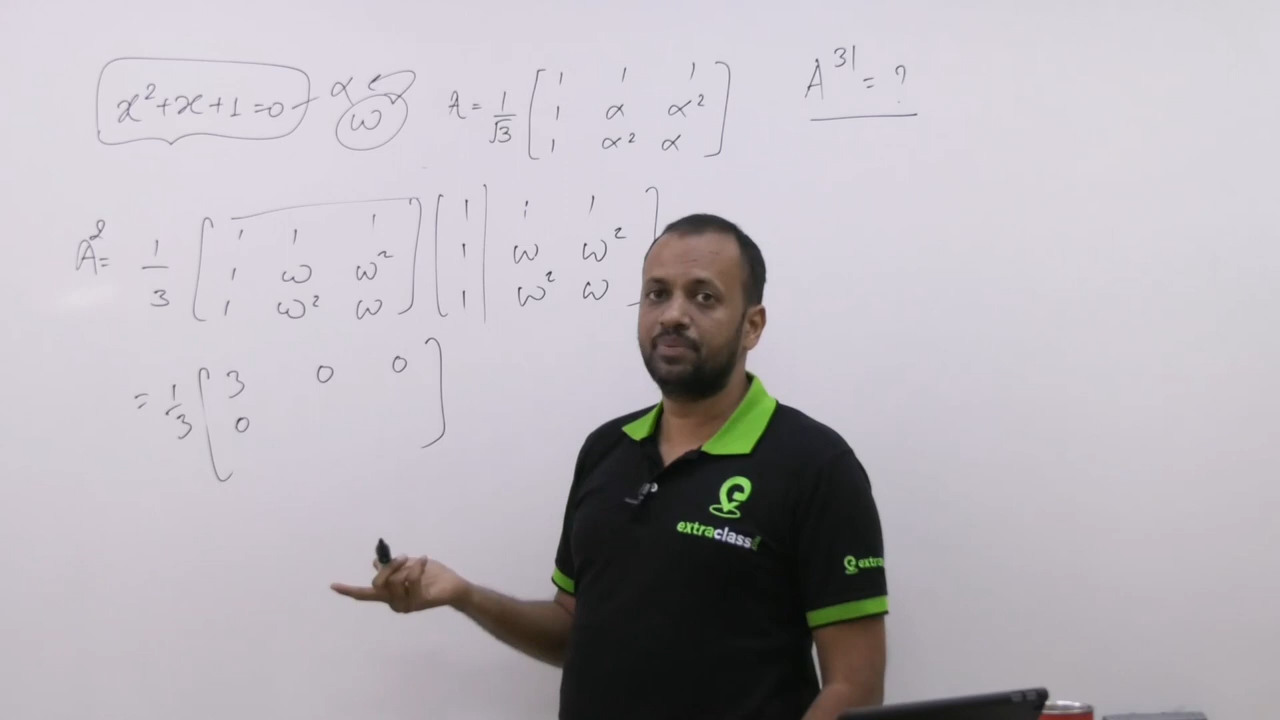 x²+x+1=0 α ω A = 1/√3 [ 1 1 1 A³¹ = ?
1 α α²
1 α² α ]
A² = 1/3 [ 1 1 1 ] [ 1 1 1 ]
1 ω ω² 1 ω ω²
1 ω² ω 1 ω² ω
= 1/3 [ 3 0 0 ]
0
extraclass
extra